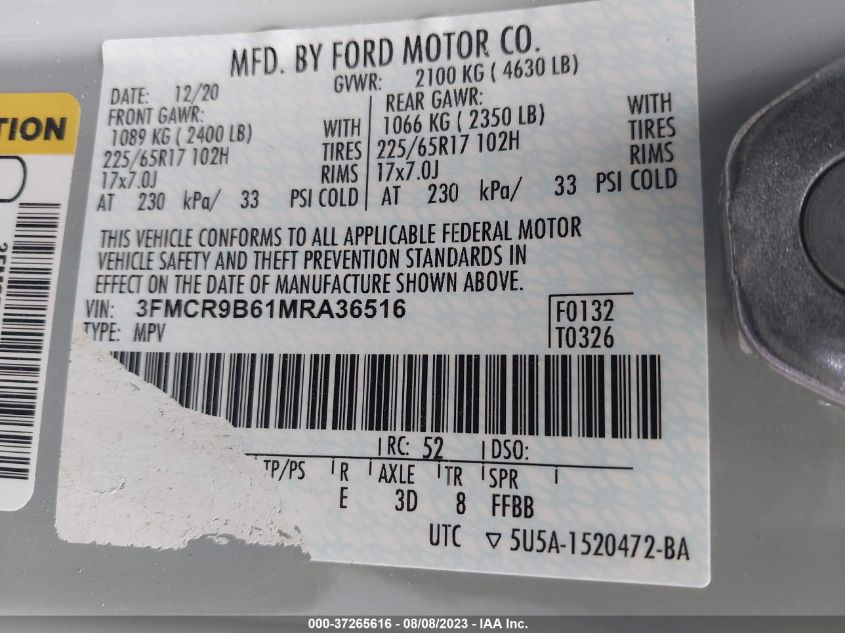 MFD. BY FORD MOTOR CO.
GVWR: 2100 KG ( 4630 LB)
DATE: 12/20
FRONT GAWR:
1089 KG ( 2400 LB) WITH
225/65R17 102H TIRES
17x7.0J RIMS
AT 230 kPa/ 33 PSI COLD
REAR GAWR:
1066 KG ( 2350 LB) WITH
225/65R17 102H TIRES
17x7.0J RIMS
AT 230 kPa/ 33 PSI COLD
THIS VEHICLE CONFORMS TO ALL APPLICABLE FEDERAL MOTOR
VEHICLE SAFETY AND THEFT PREVENTION STANDARDS IN
EFFECT ON THE DATE OF MANUFACTURE SHOWN ABOVE.
VIN: 3FMCR9B61MRA36516
TYPE: MPV
F0132
T0326
RC: 52 DSO:
TP/PS R AXLE TR SPR
E 3D 8 FFBB
UTC ▽ 5U5A-1520472-BA
TION
000-37265616 - 08/08/2023 - IAA Inc.